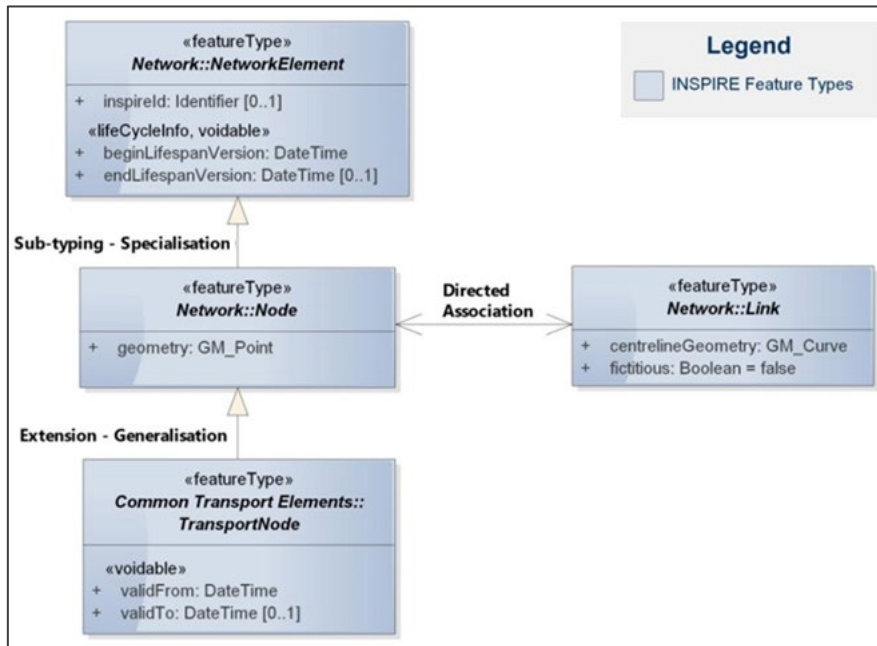 «featureType»
Network::NetworkElement
+ inspireId: Identifier [0..1]
«lifeCycleInfo, voidable»
+ beginLifespanVersion: DateTime
+ endLifespanVersion: DateTime [0..1]
Legend
INSPIRE Feature Types
Sub-typing - Specialisation
«featureType»
Network::Node
+ geometry: GM_Point
Directed
Association
«featureType»
Network::Link
+ centrelineGeometry: GM_Curve
+ fictitious: Boolean = false
Extension - Generalisation
«featureType»
Common Transport Elements::
TransportNode
«voidable»
+ validFrom: DateTime
+ validTo: DateTime [0..1]